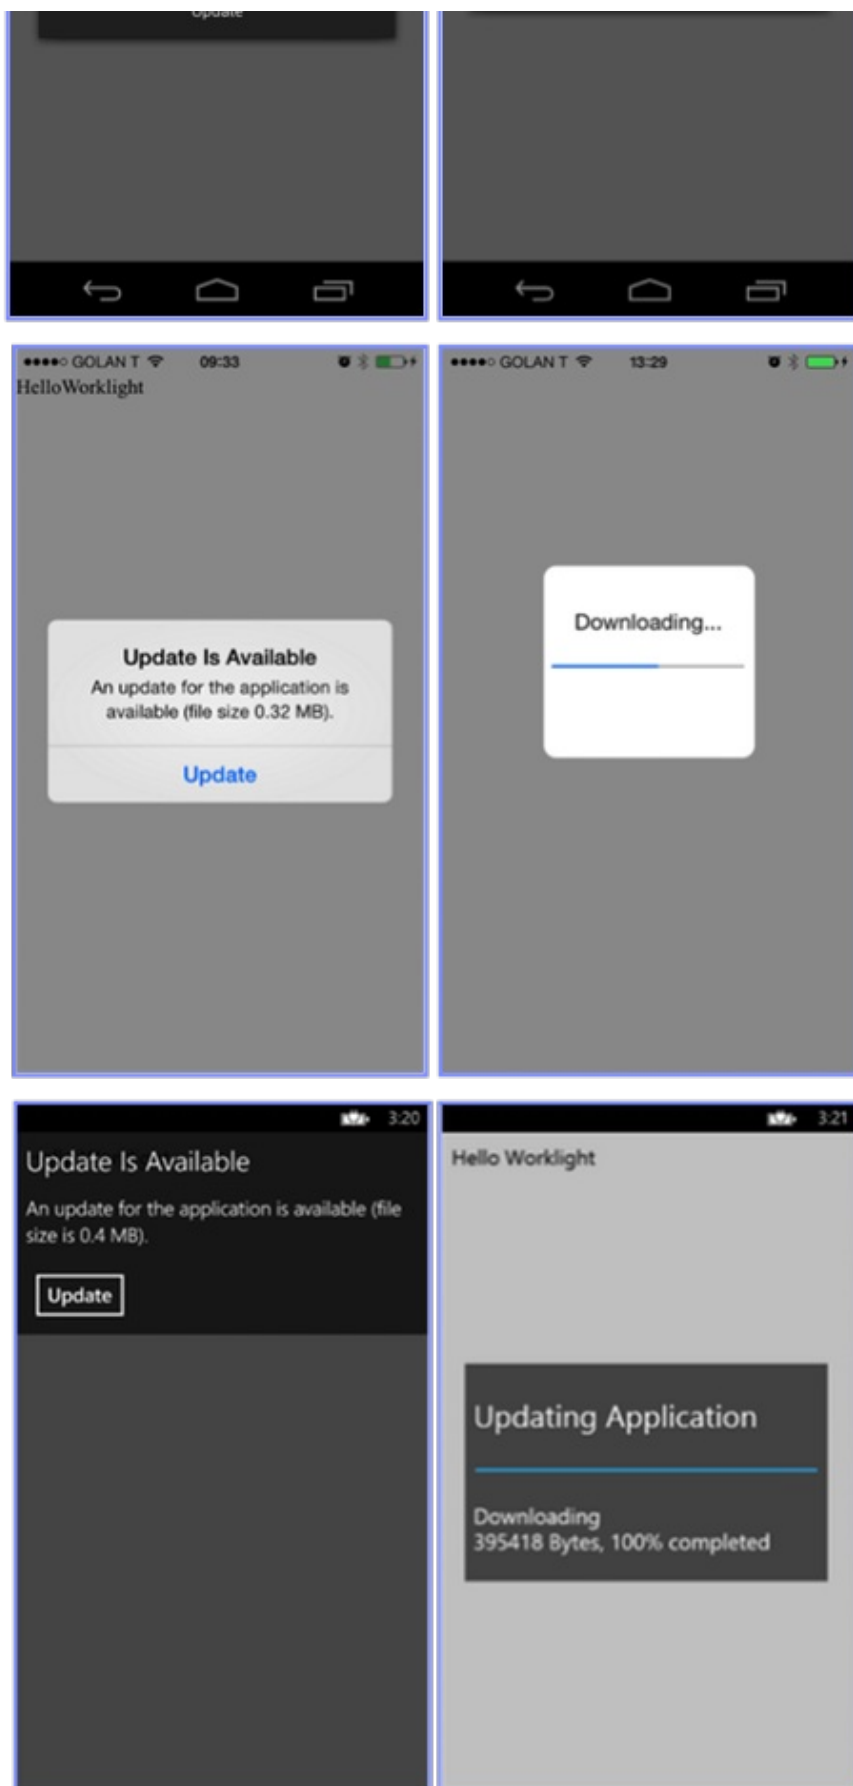 Update
GOLAN T 09:33
HelloWorklight
Update Is Available
An update for the application is
available (file size 0.32 MB).
Update
GOLAN T 13:29
Downloading...
3:20
Update Is Available
An update for the application is available (file
size is 0.4 MB).
Update
3:21
Hello Worklight
Updating Application
Downloading
395418 Bytes, 100% completed